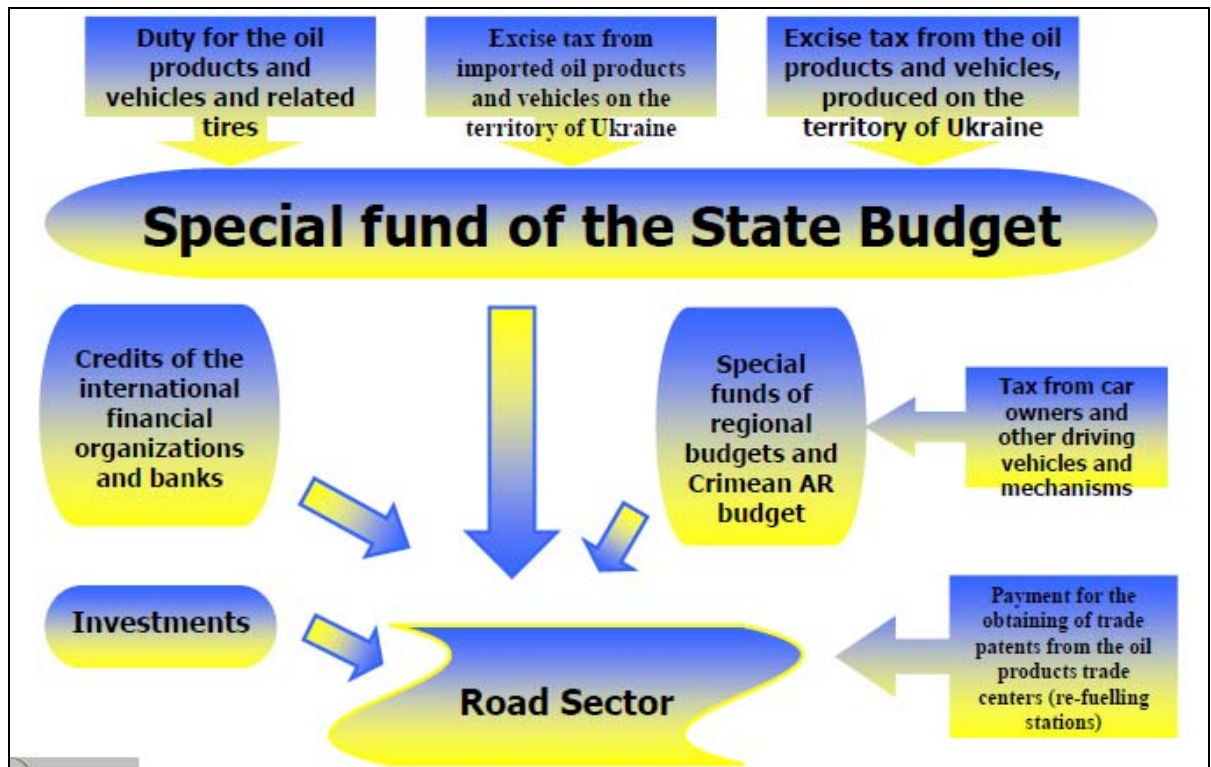 Duty for the oil
products and
vehicles and related
tires
Excise tax from
imported oil products
and vehicles on the
territory of Ukraine
Excise tax from the oil
products and vehicles,
produced on the
territory of Ukraine
Special fund of the State Budget
Credits of the
international
financial
organizations
and banks
Special
funds of
regional
budgets and
Crimean AR
budget
Tax from car
owners and
other driving
vehicles and
mechanisms
Investments
Payment for the
obtaining of trade
patents from the oil
products trade
centers (re-fuelling
stations)
Road Sector